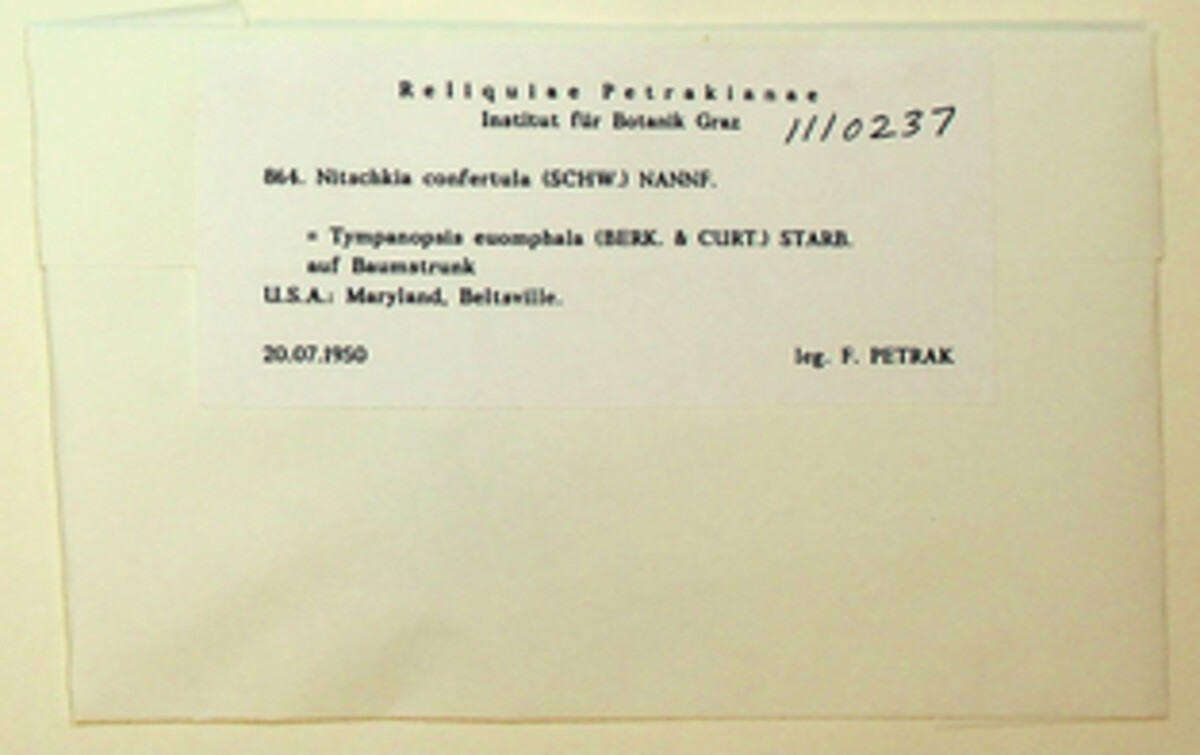 Reliquiae Petrakianae
Institut für Botanik Graz
1110237
864. Nitschkia confertula (SCHW.) NANNF.
= Tympanopsis euomphala (BERK. & CURT.) STARB.
auf Baumstrunk
U.S.A.: Maryland, Beltsville.
20.07.1950 leg. F. PETRAK